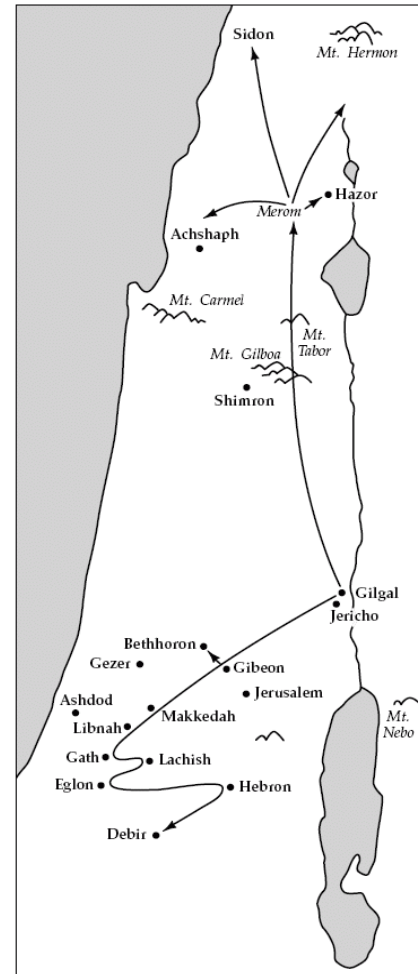 Sidon
Mt. Hermon
Hazor
Merom
Achshaph
Mt. Carmel
Mt.
Tabor
Mt. Gilboa
Shimron
Gilgal
Jericho
Bethhoron
Gezer
Gibeon
Jerusalem
Ashdod
Makkedah
Libnah
Mt.
Nebo
Gath
Lachish
Eglon
Hebron
Debir